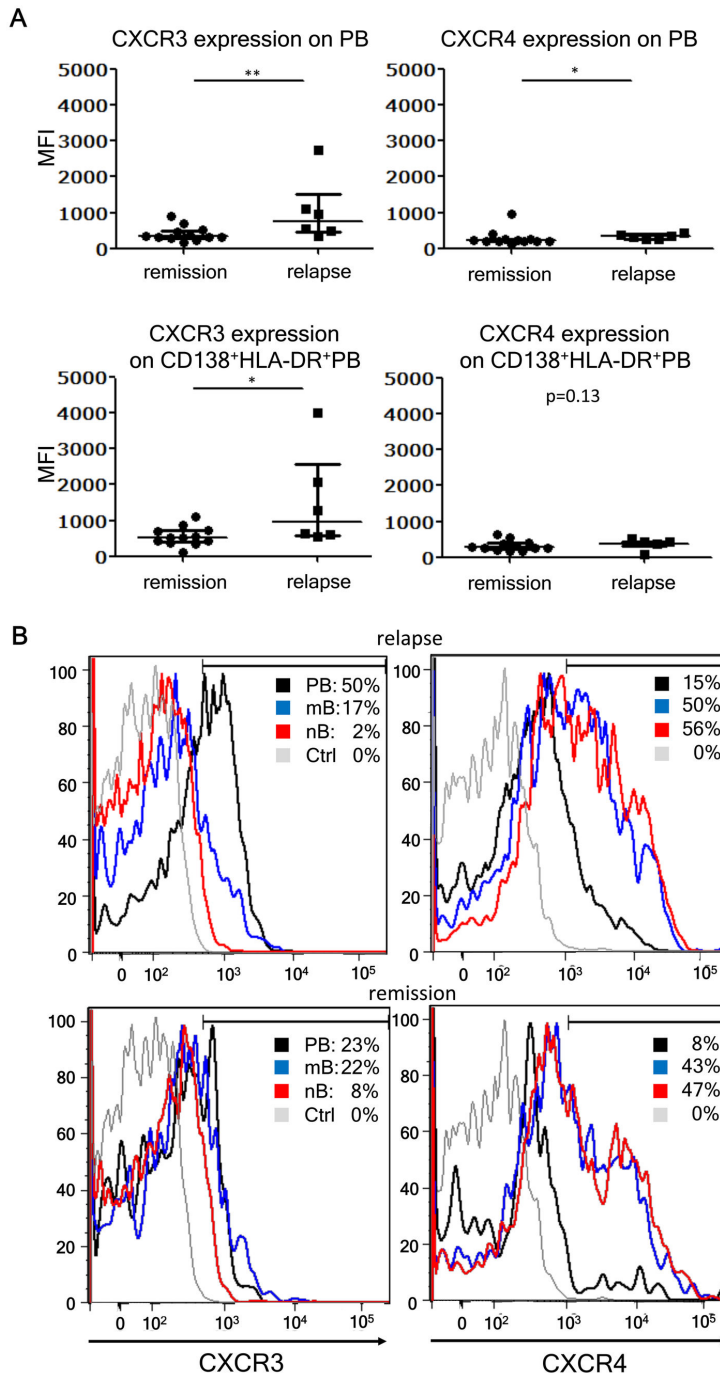 A
CXCR3 expression on PB
CXCR4 expression on PB
**
*
MFI
5000
4000
3000
2000
1000
0
5000
4000
3000
2000
1000
0
remission
relapse
remission
relapse
CXCR3 expression
on CD138⁺HLA-DR⁺PB
CXCR4 expression
on CD138⁺HLA-DR⁺PB
*
p=0.13
MFI
5000
4000
3000
2000
1000
0
5000
4000
3000
2000
1000
0
remission
relapse
remission
relapse
B
relapse
100
80
60
40
20
0
PB: 50%
mB: 17%
nB: 2%
Ctrl 0%
0 10² 10³ 10⁴ 10⁵
100
80
60
40
20
0
15%
50%
56%
0%
0 10² 10³ 10⁴ 10⁵
remission
100
80
60
40
20
0
PB: 23%
mB: 22%
nB: 8%
Ctrl 0%
0 10² 10³ 10⁴ 10⁵
100
80
60
40
20
0
8%
43%
47%
0%
0 10² 10³ 10⁴ 10⁵
CXCR3
CXCR4